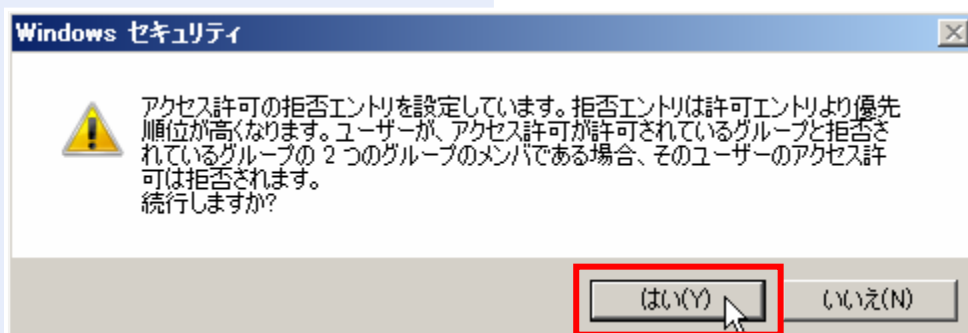 Windows セキュリティ
アクセス許可の拒否エントリを設定しています。拒否エントリは許可エントリより優先
順位が高くなります。ユーザーが、アクセス許可が許可されているグループと拒否さ
れているグループの 2 つのグループのメンバである場合、そのユーザーのアクセス許
可は拒否されます。
続行しますか?
はい(Y) いいえ(N)